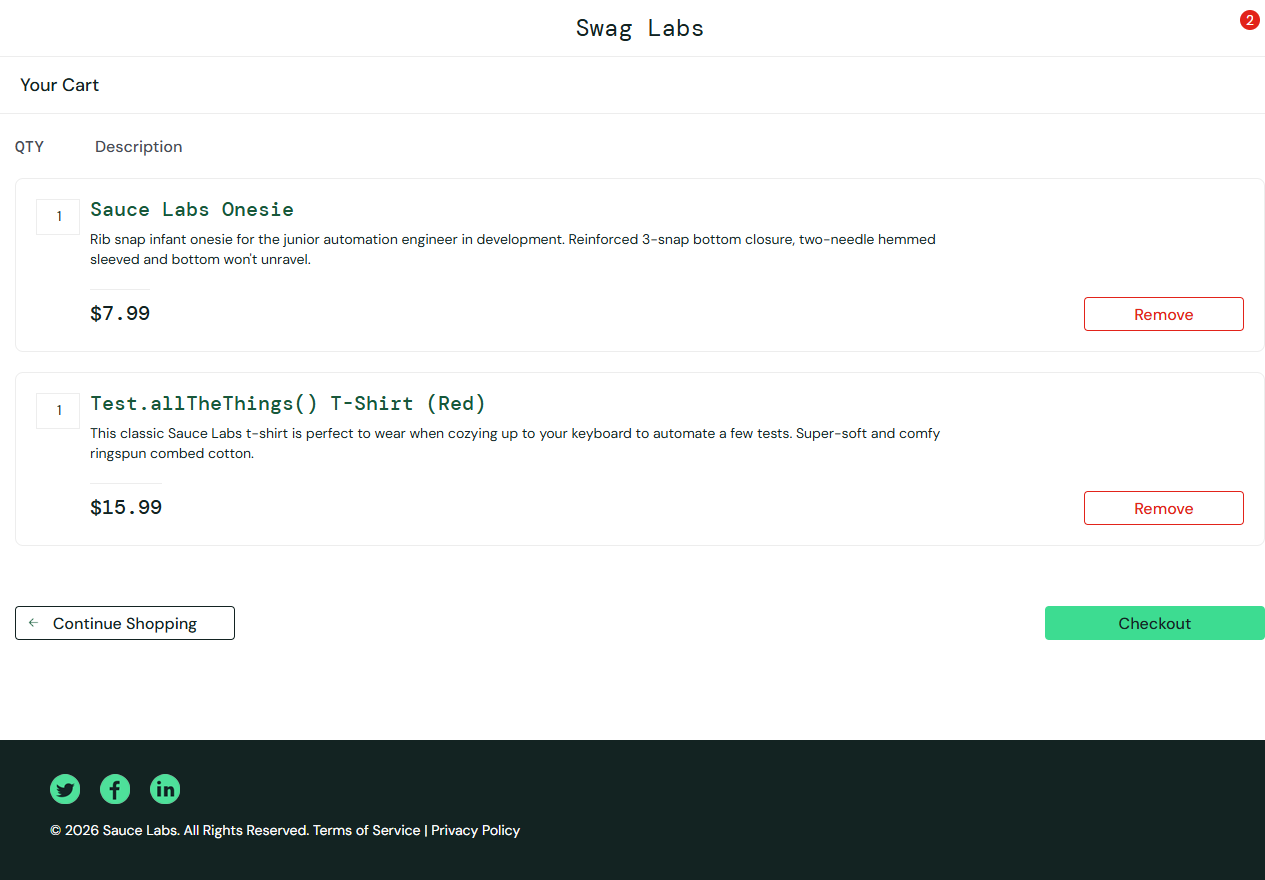 Swag Labs
2
Your Cart
QTY
Description
1
Sauce Labs Onesie
Rib snap infant onesie for the junior automation engineer in development. Reinforced 3-snap bottom closure, two-needle hemmed
sleeved and bottom won't unravel.
$7.99
Remove
1
Test.allTheThings() T-Shirt (Red)
This classic Sauce Labs t-shirt is perfect to wear when cozying up to your keyboard to automate a few tests. Super-soft and comfy
ringspun combed cotton.
$15.99
Remove
Continue Shopping
Checkout
© 2026 Sauce Labs. All Rights Reserved. Terms of Service | Privacy Policy